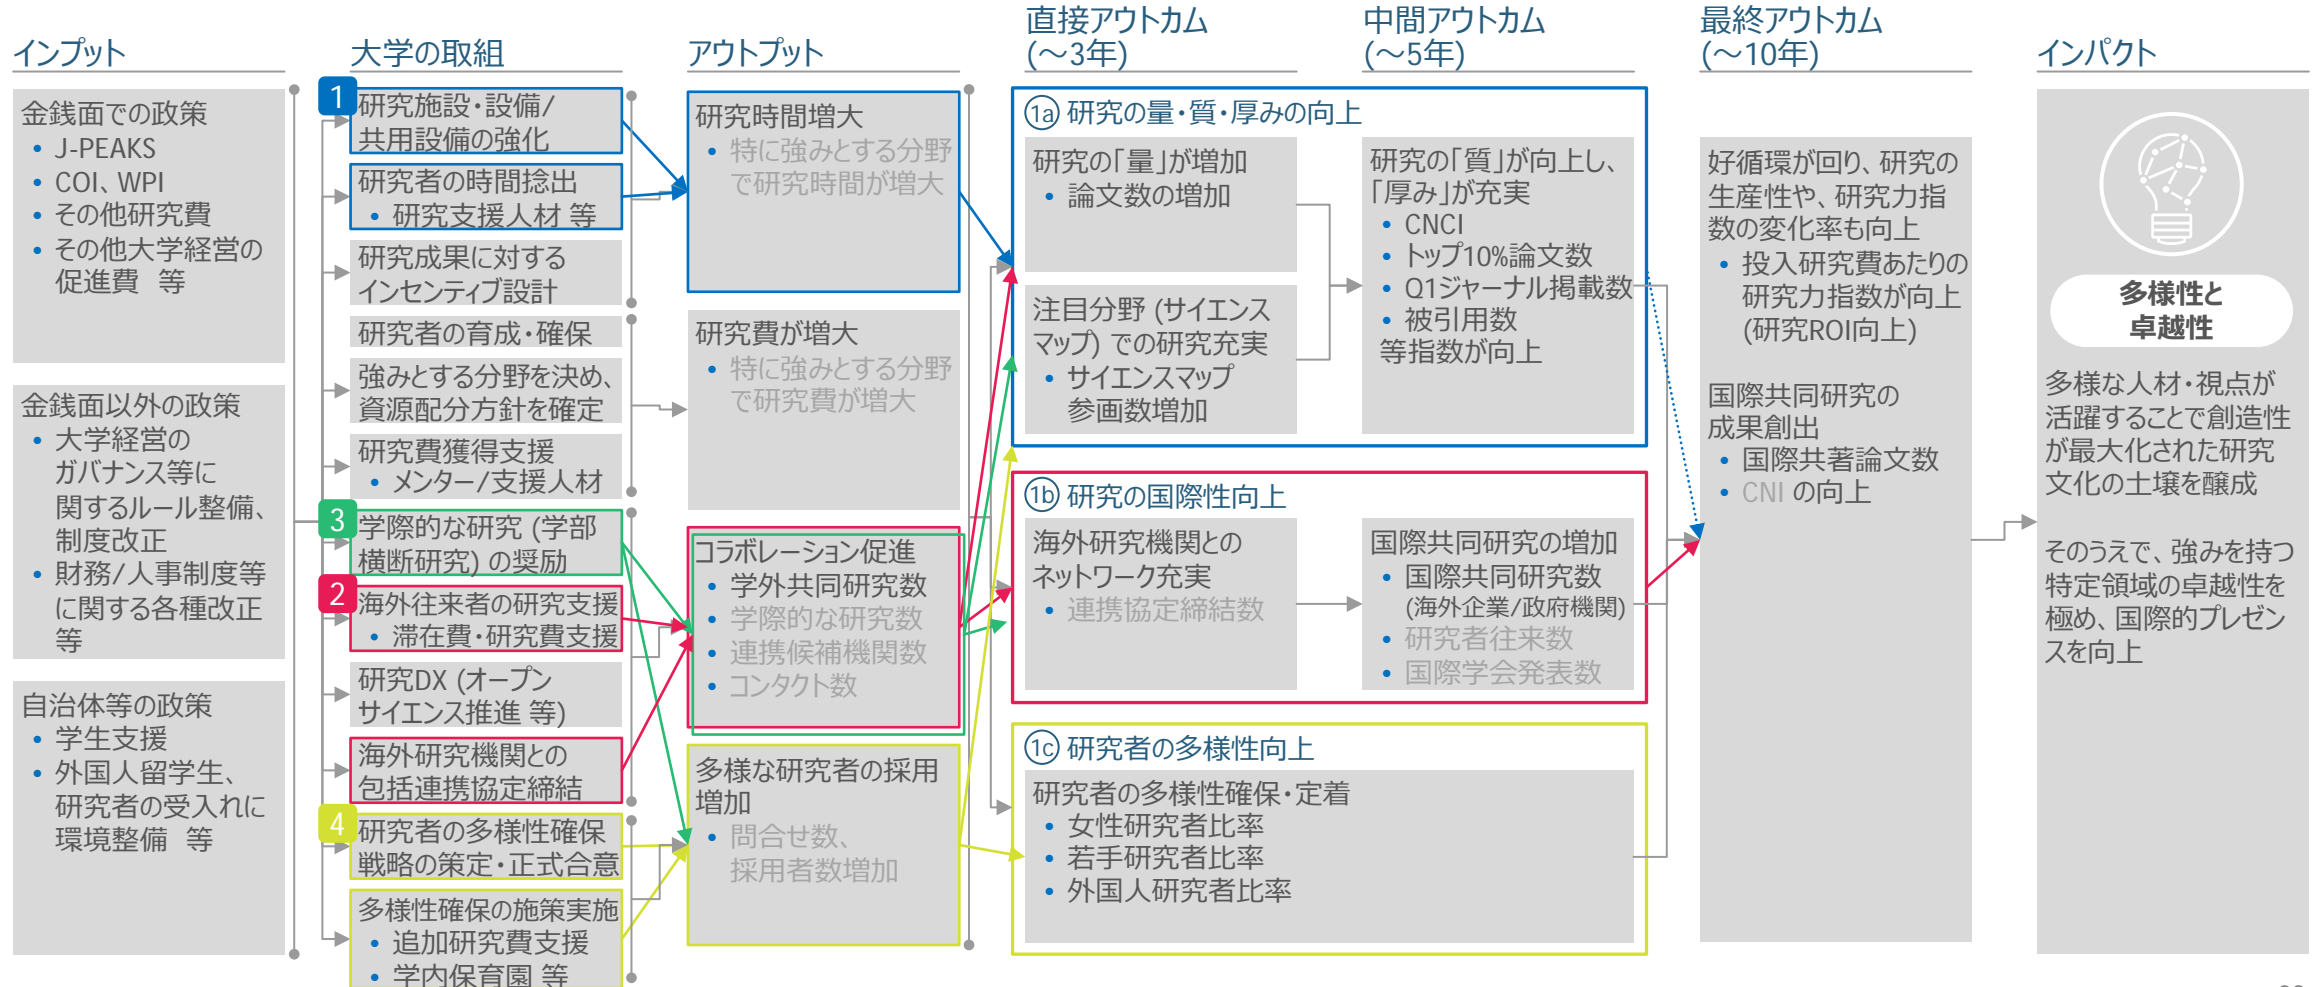 インプット
金銭面での政策
• J-PEAKS
• COI、WPI
• その他研究費
• その他大学経営の
促進費 等
金銭面以外の政策
• 大学経営の
ガバナンス等に
関するルール整備、
制度改正
• 財務/人事制度等
に関する各種改正
等
自治体等の政策
• 学生支援
• 外国人留学生、
研究者の受入れに
環境整備 等
大学の取組
1
研究施設・設備/
共用設備の強化
研究者の時間捻出
• 研究支援人材 等
研究成果に対する
インセンティブ設計
研究者の育成・確保
強みとする分野を決め、
資源配分方針を確定
研究費獲得支援
• メンター/支援人材
3
学際的な研究 (学部
横断研究) の奨励
2
海外往来者の研究支援
• 滞在費・研究費支援
研究DX (オープン
サイエンス推進 等)
海外研究機関との
包括連携協定締結
4
研究者の多様性確保
戦略の策定・正式合意
多様性確保の施策実施
• 追加研究費支援
• 学内保育園 等
アウトプット
研究時間増大
• 特に強みとする分野
で研究時間が増大
研究費が増大
• 特に強みとする分野
で研究費が増大
コラボレーション促進
• 学外共同研究数
• 学際的な研究数
• 連携候補機関数
• コンタクト数
多様な研究者の採用
増加
• 問合せ数、
採用者数増加
直接アウトカム
(～3年)
中間アウトカム
(～5年)
1a 研究の量・質・厚みの向上
研究の「量」が増加
• 論文数の増加
注目分野 (サイエンス
マップ) での研究充実
• サイエンスマップ
参画数増加
研究の「質」が向上し、
「厚み」が充実
• CNCI
• トップ10%論文数
• Q1ジャーナル掲載数
• 被引用数
等指数が向上
1b 研究の国際性向上
海外研究機関との
ネットワーク充実
• 連携協定締結数
国際共同研究の増加
• 国際共同研究数
(海外企業/政府機関)
• 研究者往来数
• 国際学会発表数
1c 研究者の多様性向上
研究者の多様性確保・定着
• 女性研究者比率
• 若手研究者比率
• 外国人研究者比率
最終アウトカム
(～10年)
好循環が回り、研究の
生産性や、研究力指
数の変化率も向上
• 投入研究費あたりの
研究力指数が向上
(研究ROI向上)
国際共同研究の
成果創出
• 国際共著論文数
• CNI の向上
インパクト
多様性と
卓越性
多様な人材・視点が
活躍することで創造性
が最大化された研究
文化の土壌を醸成
そのうえで、強みを持つ
特定領域の卓越性を
極め、国際的プレゼン
スを向上